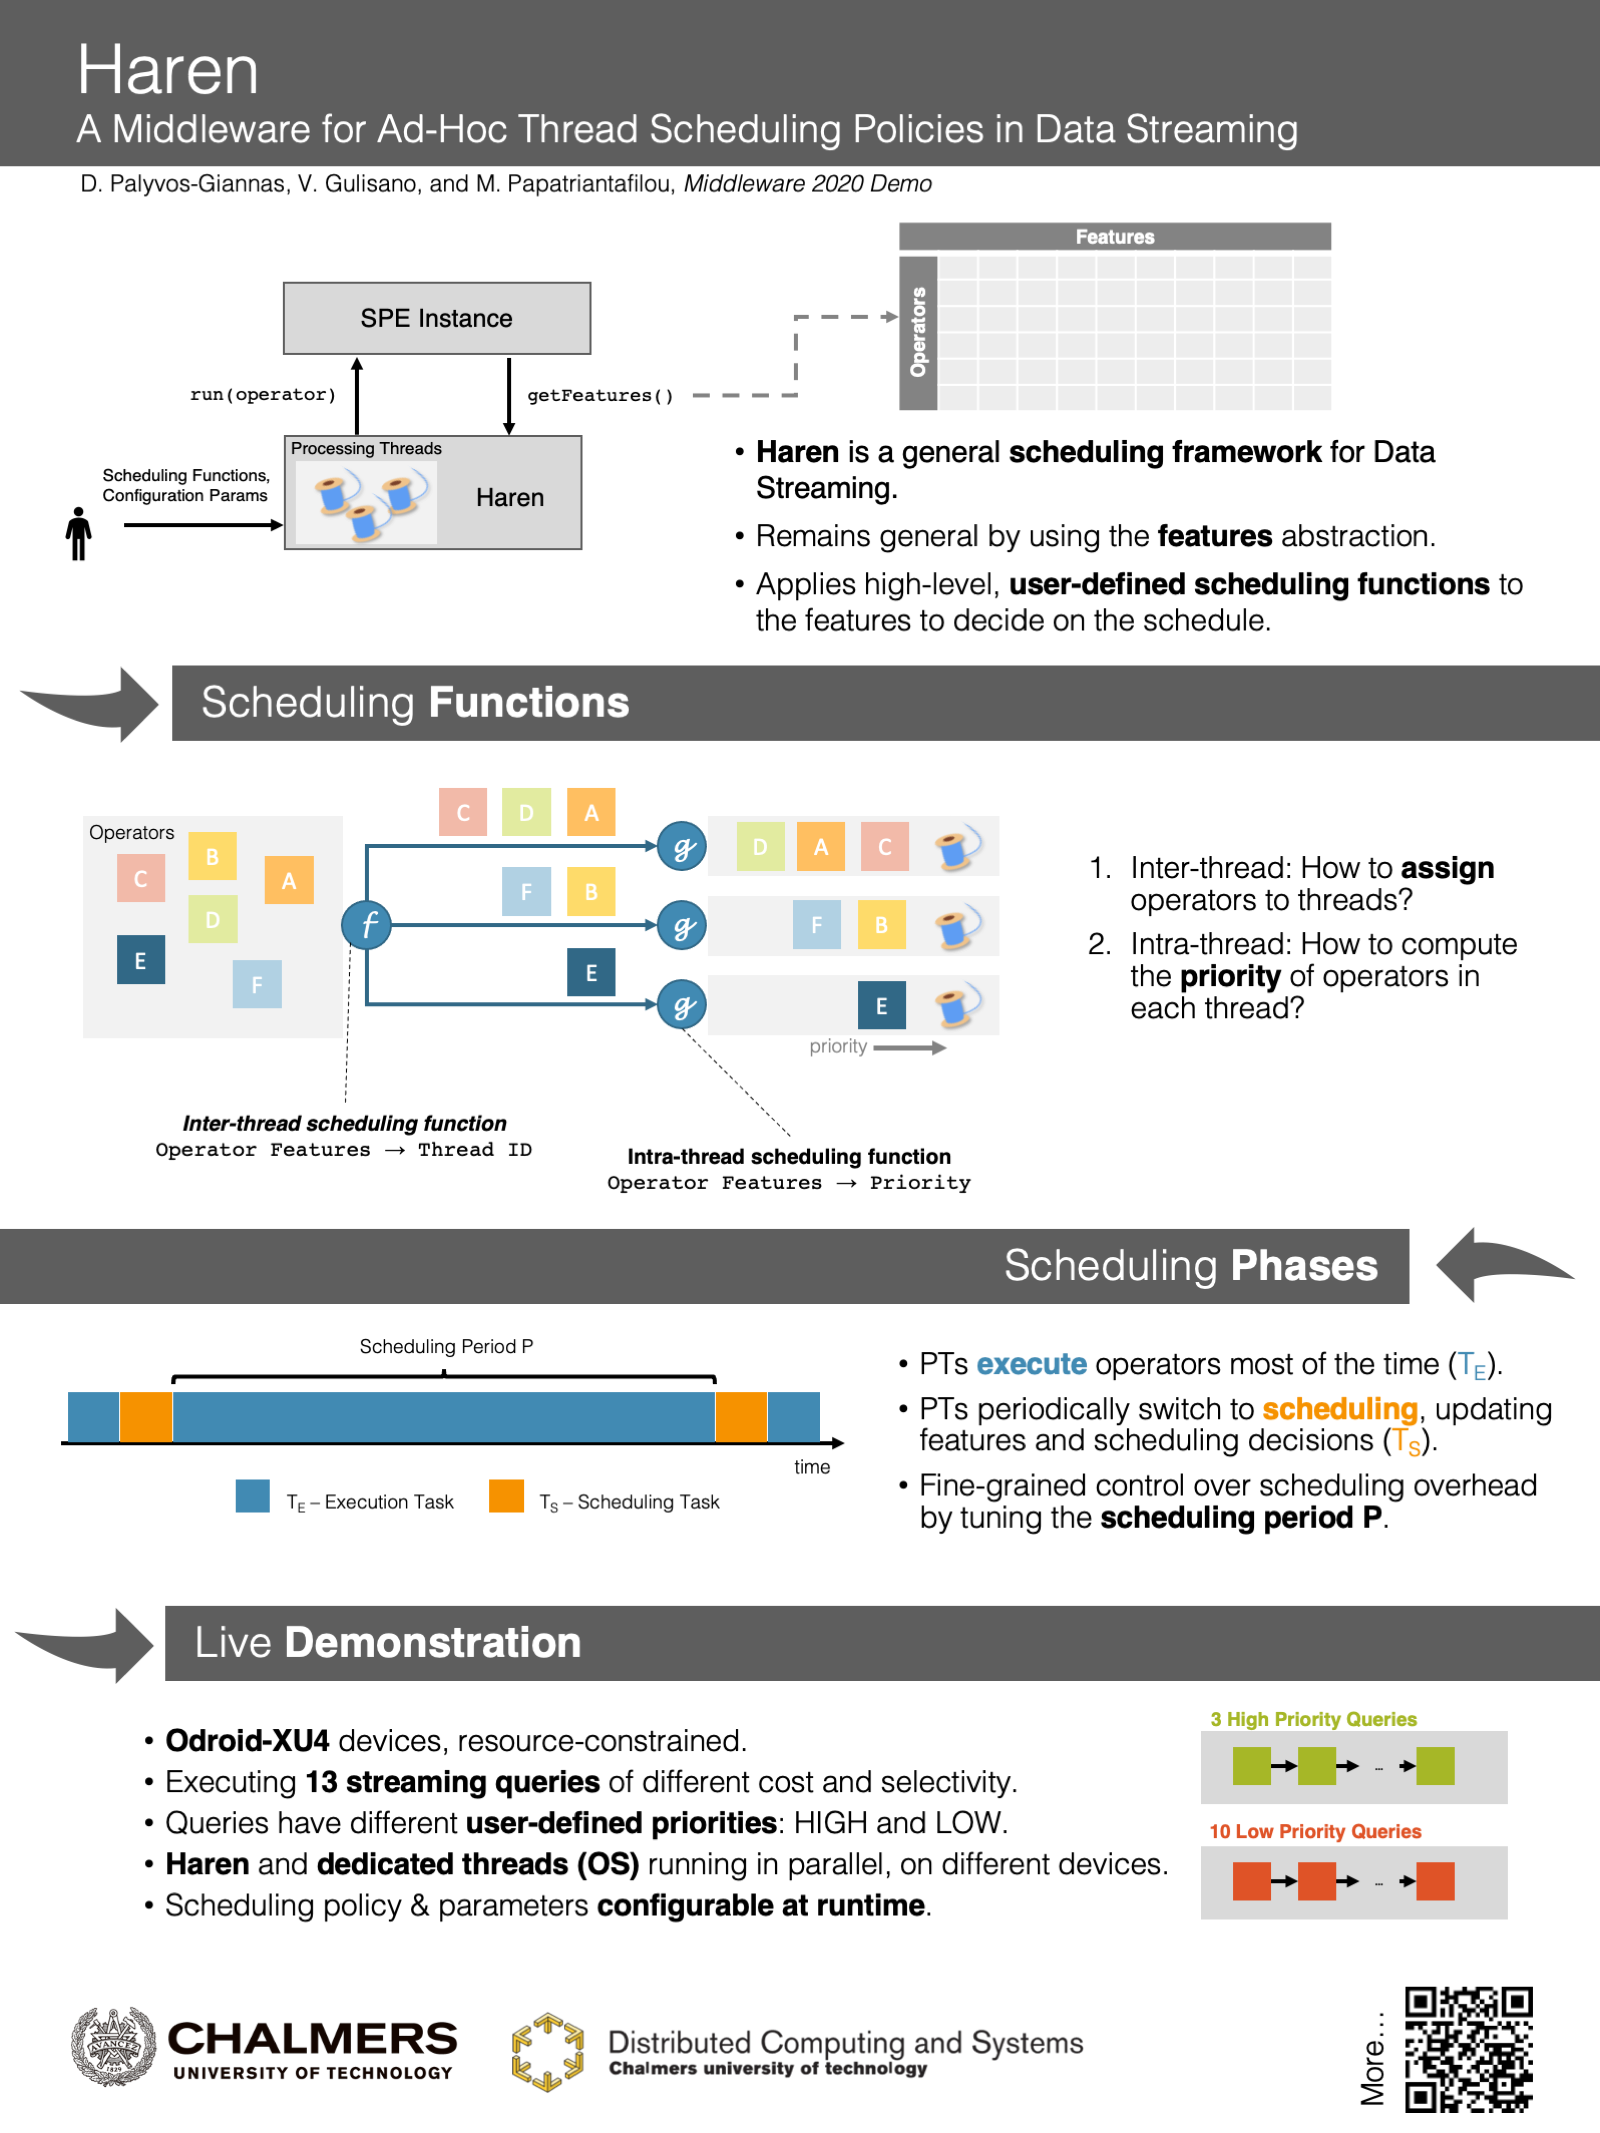 Haren
A Middleware for Ad-Hoc Thread Scheduling Policies in Data Streaming
D. Palyvos-Giannas, V. Gulisano, and M. Papatriantafilou, Middleware 2020 Demo
Features
Operators
SPE Instance
run(operator)
getFeatures()
Processing Threads
Haren
Scheduling Functions,
Configuration Params
• Haren is a general scheduling framework for Data
Streaming.
• Remains general by using the features abstraction.
• Applies high-level, user-defined scheduling functions to
the features to decide on the schedule.
Scheduling Functions
Operators
C
B
A
D
E
F
f
C D A
F B
E
g
g
g
D A C
F B
E
priority
Inter-thread scheduling function
Operator Features → Thread ID
Intra-thread scheduling function
Operator Features → Priority
1. Inter-thread: How to assign
operators to threads?
2. Intra-thread: How to compute
the priority of operators in
each thread?
Scheduling Phases
Scheduling Period P
time
TE – Execution Task
TS – Scheduling Task
• PTs execute operators most of the time (TE).
• PTs periodically switch to scheduling, updating
features and scheduling decisions (TS).
• Fine-grained control over scheduling overhead
by tuning the scheduling period P.
Live Demonstration
• Odroid-XU4 devices, resource-constrained.
• Executing 13 streaming queries of different cost and selectivity.
• Queries have different user-defined priorities: HIGH and LOW.
• Haren and dedicated threads (OS) running in parallel, on different devices.
• Scheduling policy & parameters configurable at runtime.
3 High Priority Queries
...
10 Low Priority Queries
...
AVANCEZ
1829
CHALMERS
UNIVERSITY OF TECHNOLOGY
Distributed Computing and Systems
Chalmers university of technology
More...